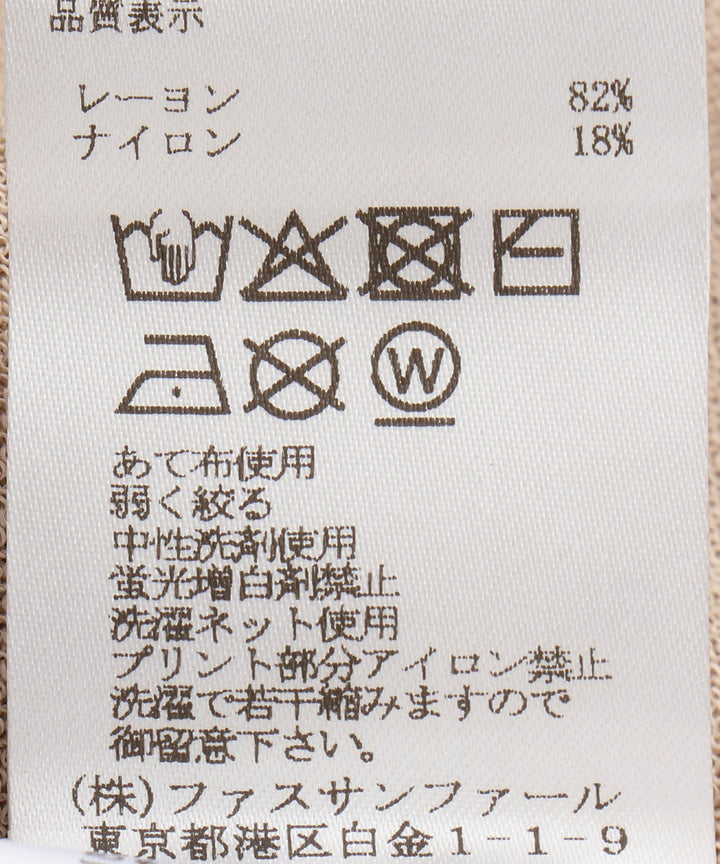 品質表示
レーヨン 82%
ナイロン 18%
W
あて布使用
弱く絞る
中性洗剤使用
蛍光増白剤禁止
洗濯ネット使用
プリント部分アイロン禁止
洗濯で若干縮みますので
御留意下さい。
(株)ファスサンファール
東京都港区白金1-1-9